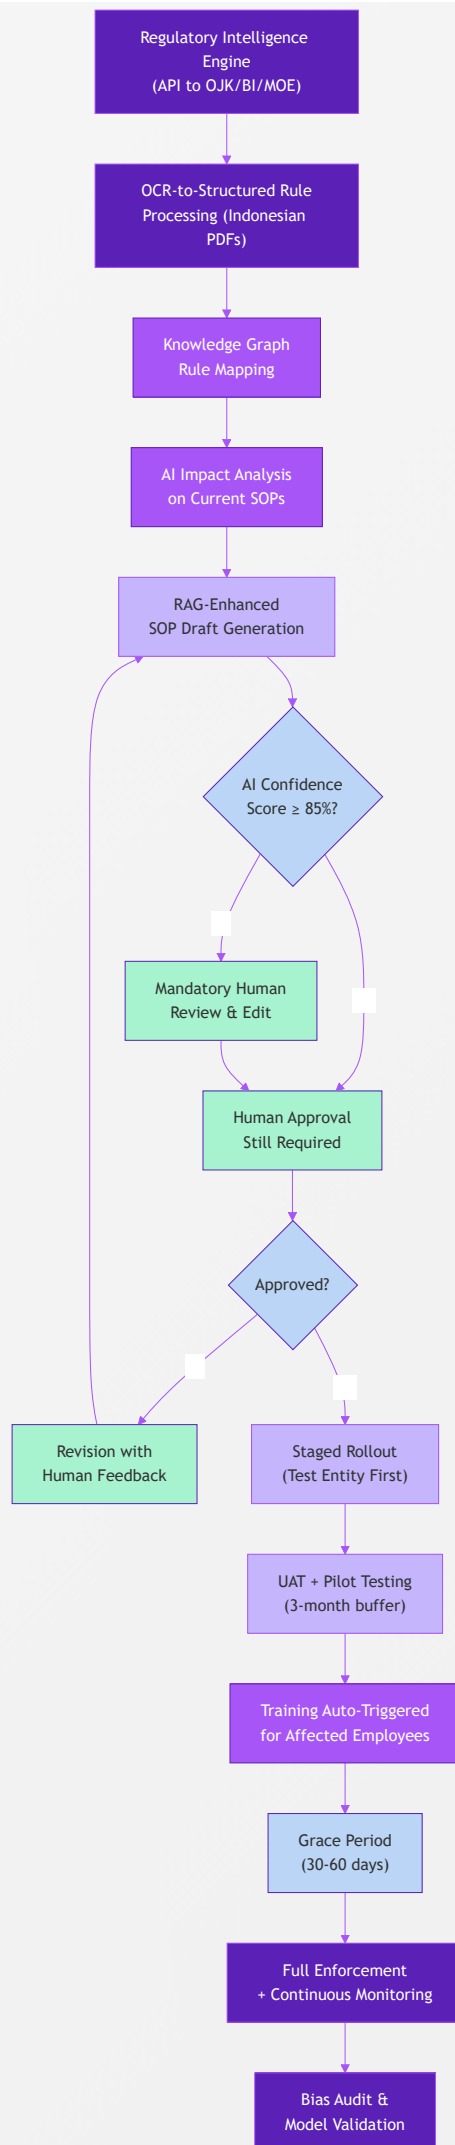 Regulatory Intelligence
Engine
(API to OJK/BI/MOE)
OCR-to-Structured Rule
Processing (Indonesian
PDFs)
Knowledge Graph
Rule Mapping
AI Impact Analysis
on Current SOPs
RAG-Enhanced
SOP Draft Generation
AI Confidence
Score ≥ 85%?
Mandatory Human
Review & Edit
Human Approval
Still Required
Approved?
Revision with
Human Feedback
Staged Rollout
(Test Entity First)
UAT + Pilot Testing
(3-month buffer)
Training Auto-Triggered
for Affected Employees
Grace Period
(30-60 days)
Full Enforcement
+ Continuous Monitoring
Bias Audit &
Model Validation